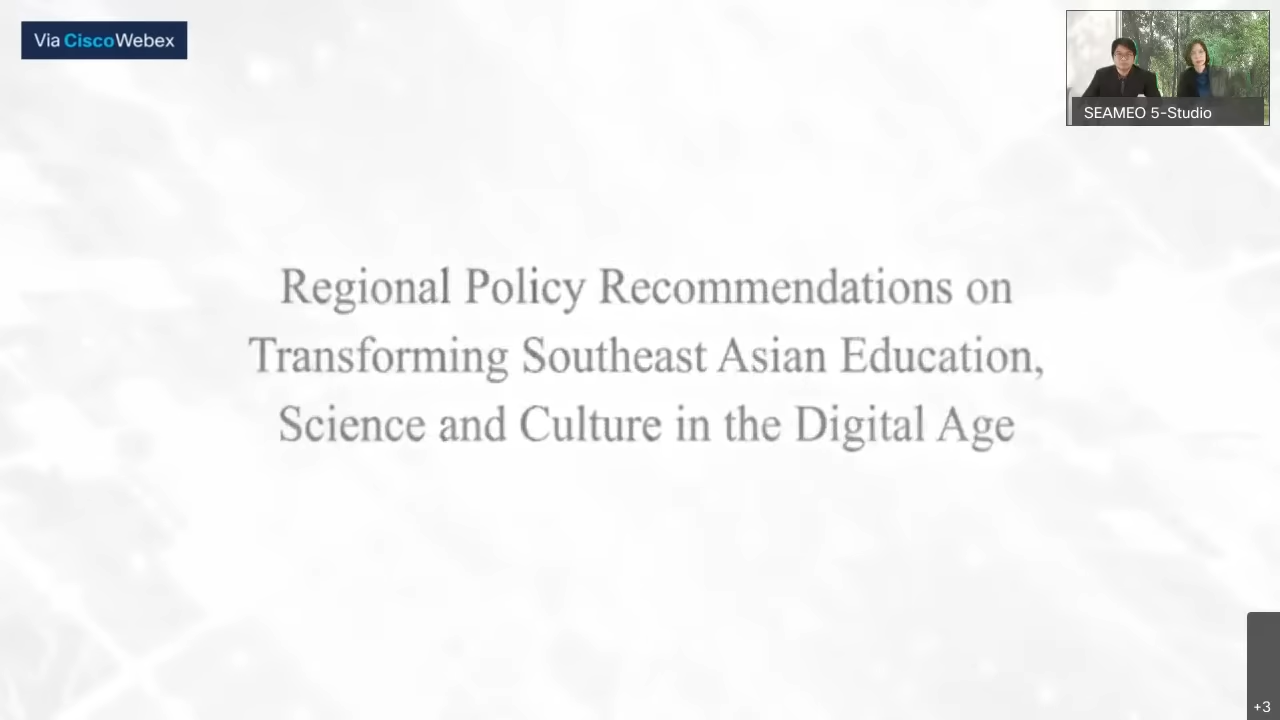 Via CiscoWebex
SEAMEO 5-Studio
Regional Policy Recommendations on
Transforming Southeast Asian Education,
Science and Culture in the Digital Age
+3